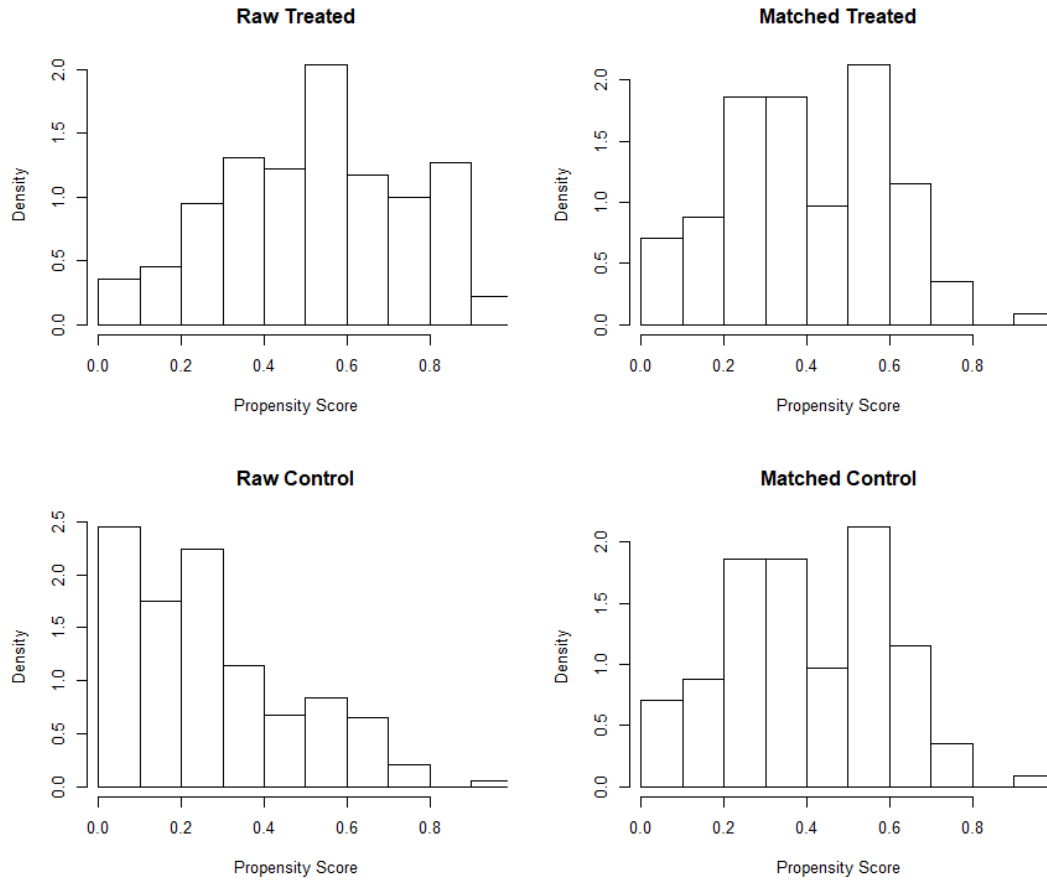 Raw Treated
Density
0.0 0.5 1.0 1.5 2.0
0.0 0.2 0.4 0.6 0.8
Propensity Score
Matched Treated
Density
0.0 0.5 1.0 1.5 2.0
0.0 0.2 0.4 0.6 0.8
Propensity Score
Raw Control
Density
0.0 0.5 1.0 1.5 2.0 2.5
0.0 0.2 0.4 0.6 0.8
Propensity Score
Matched Control
Density
0.0 0.5 1.0 1.5 2.0
0.0 0.2 0.4 0.6 0.8
Propensity Score